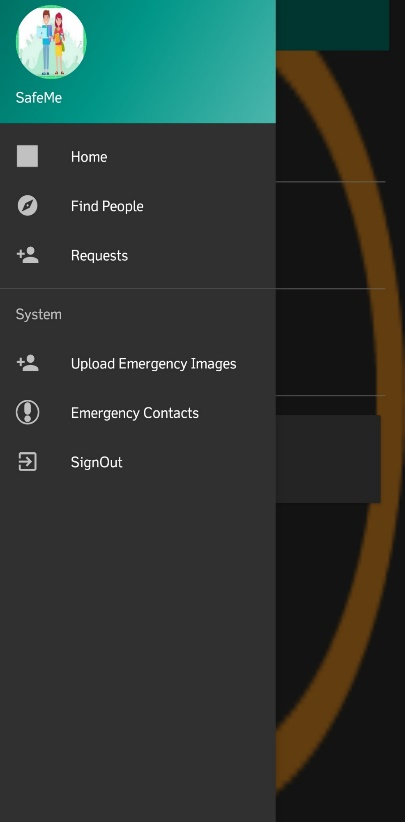 SafeMe
Home
Find People
Requests
System
Upload Emergency Images
Emergency Contacts
SignOut